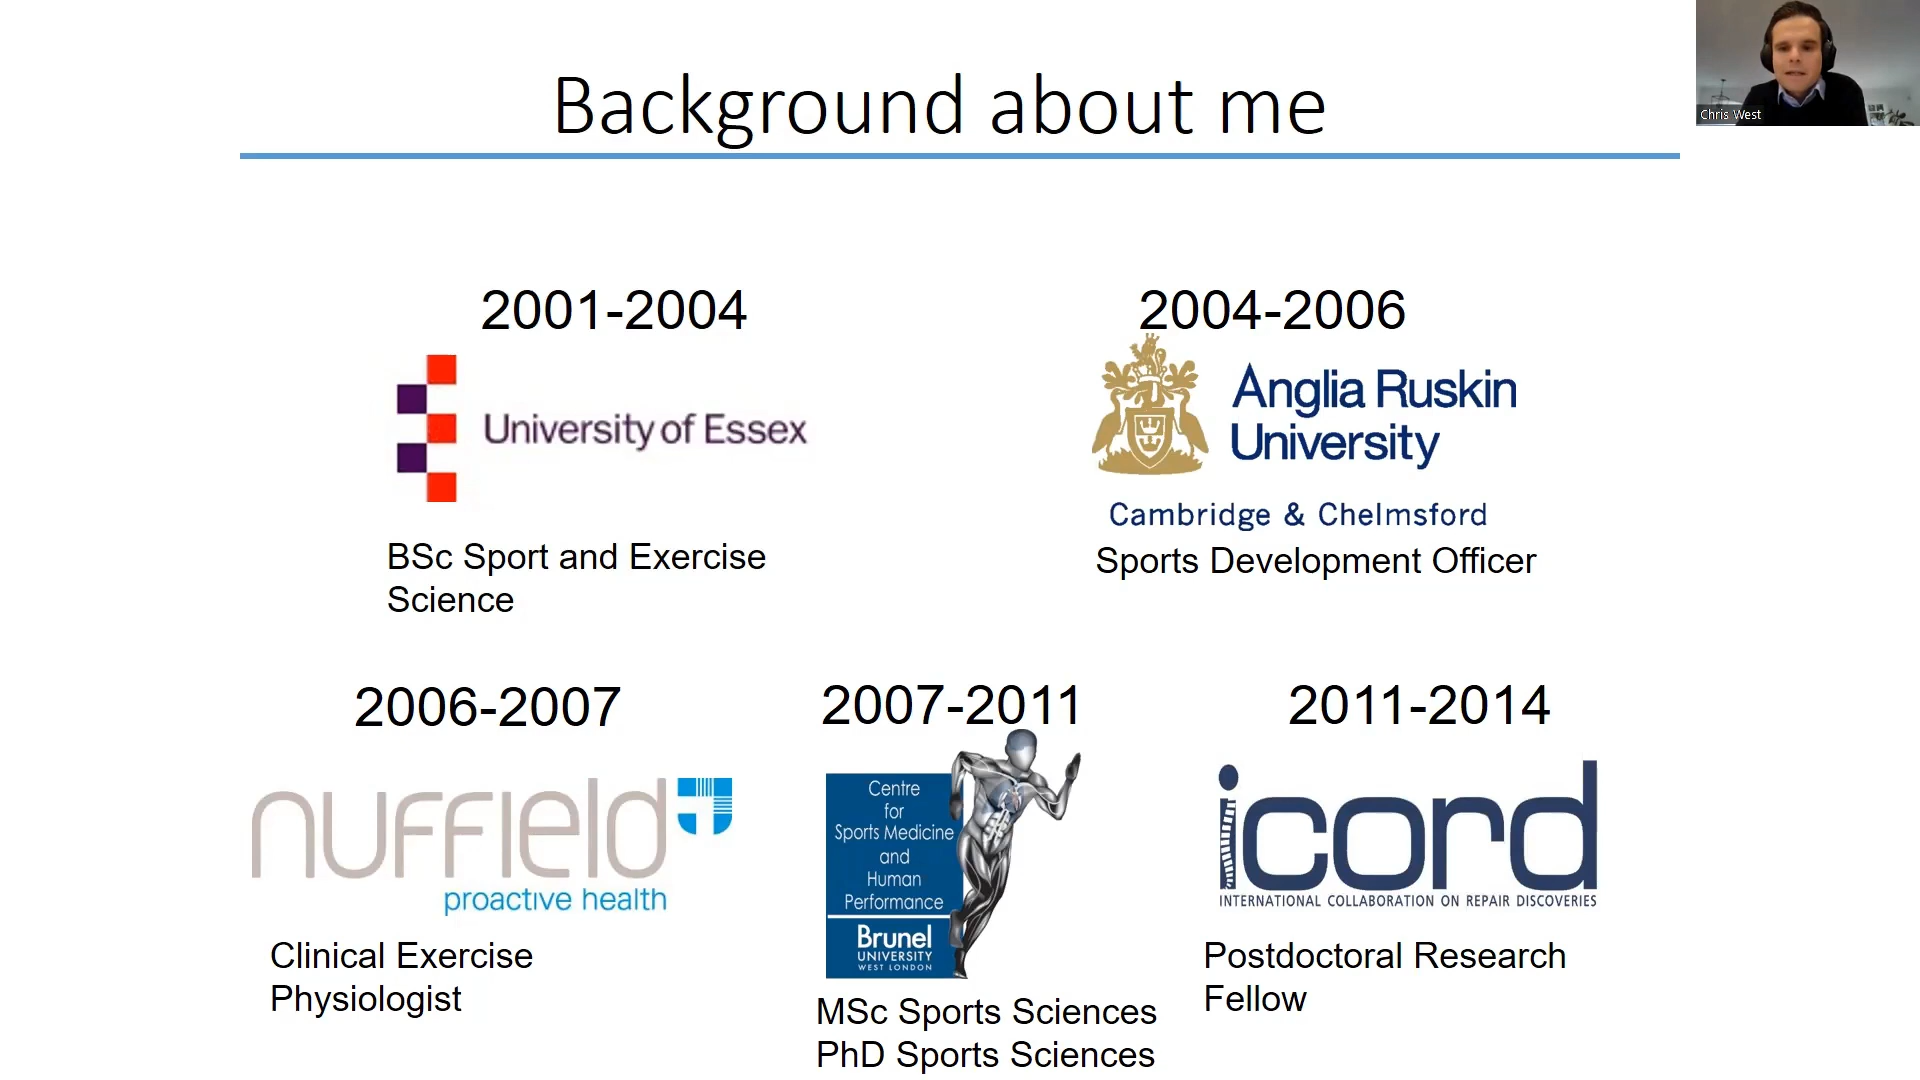 Background about me
Chris West
2001-2004
University of Essex
BSc Sport and Exercise
Science
2004-2006
Anglia Ruskin
University
Cambridge & Chelmsford
Sports Development Officer
2006-2007
nuffield
proactive health
Clinical Exercise
Physiologist
2007-2011
Centre
for
Sports Medicine
and
Human
Performance
Brunel
UNIVERSITY
WEST LONDON
MSc Sports Sciences
PhD Sports Sciences
2011-2014
icord
INTERNATIONAL COLLABORATION ON REPAIR DISCOVERIES
Postdoctoral Research
Fellow